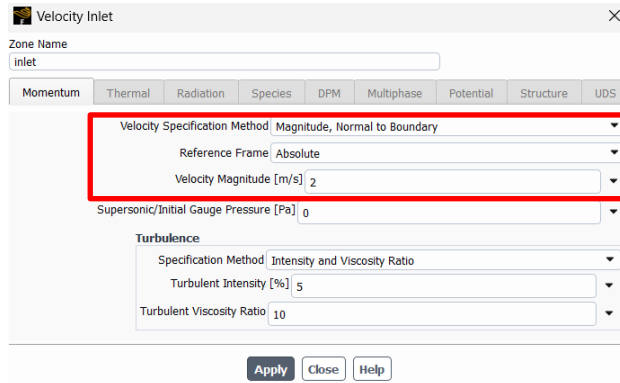 Velocity Inlet
Zone Name
inlet
Momentum Thermal Radiation Species DPM Multiphase Potential Structure UDS
Velocity Specification Method Magnitude, Normal to Boundary
Reference Frame Absolute
Velocity Magnitude [m/s] 2
Supersonic/Initial Gauge Pressure [Pa] 0
Turbulence
Specification Method Intensity and Viscosity Ratio
Turbulent Intensity [%] 5
Turbulent Viscosity Ratio 10
Apply Close Help